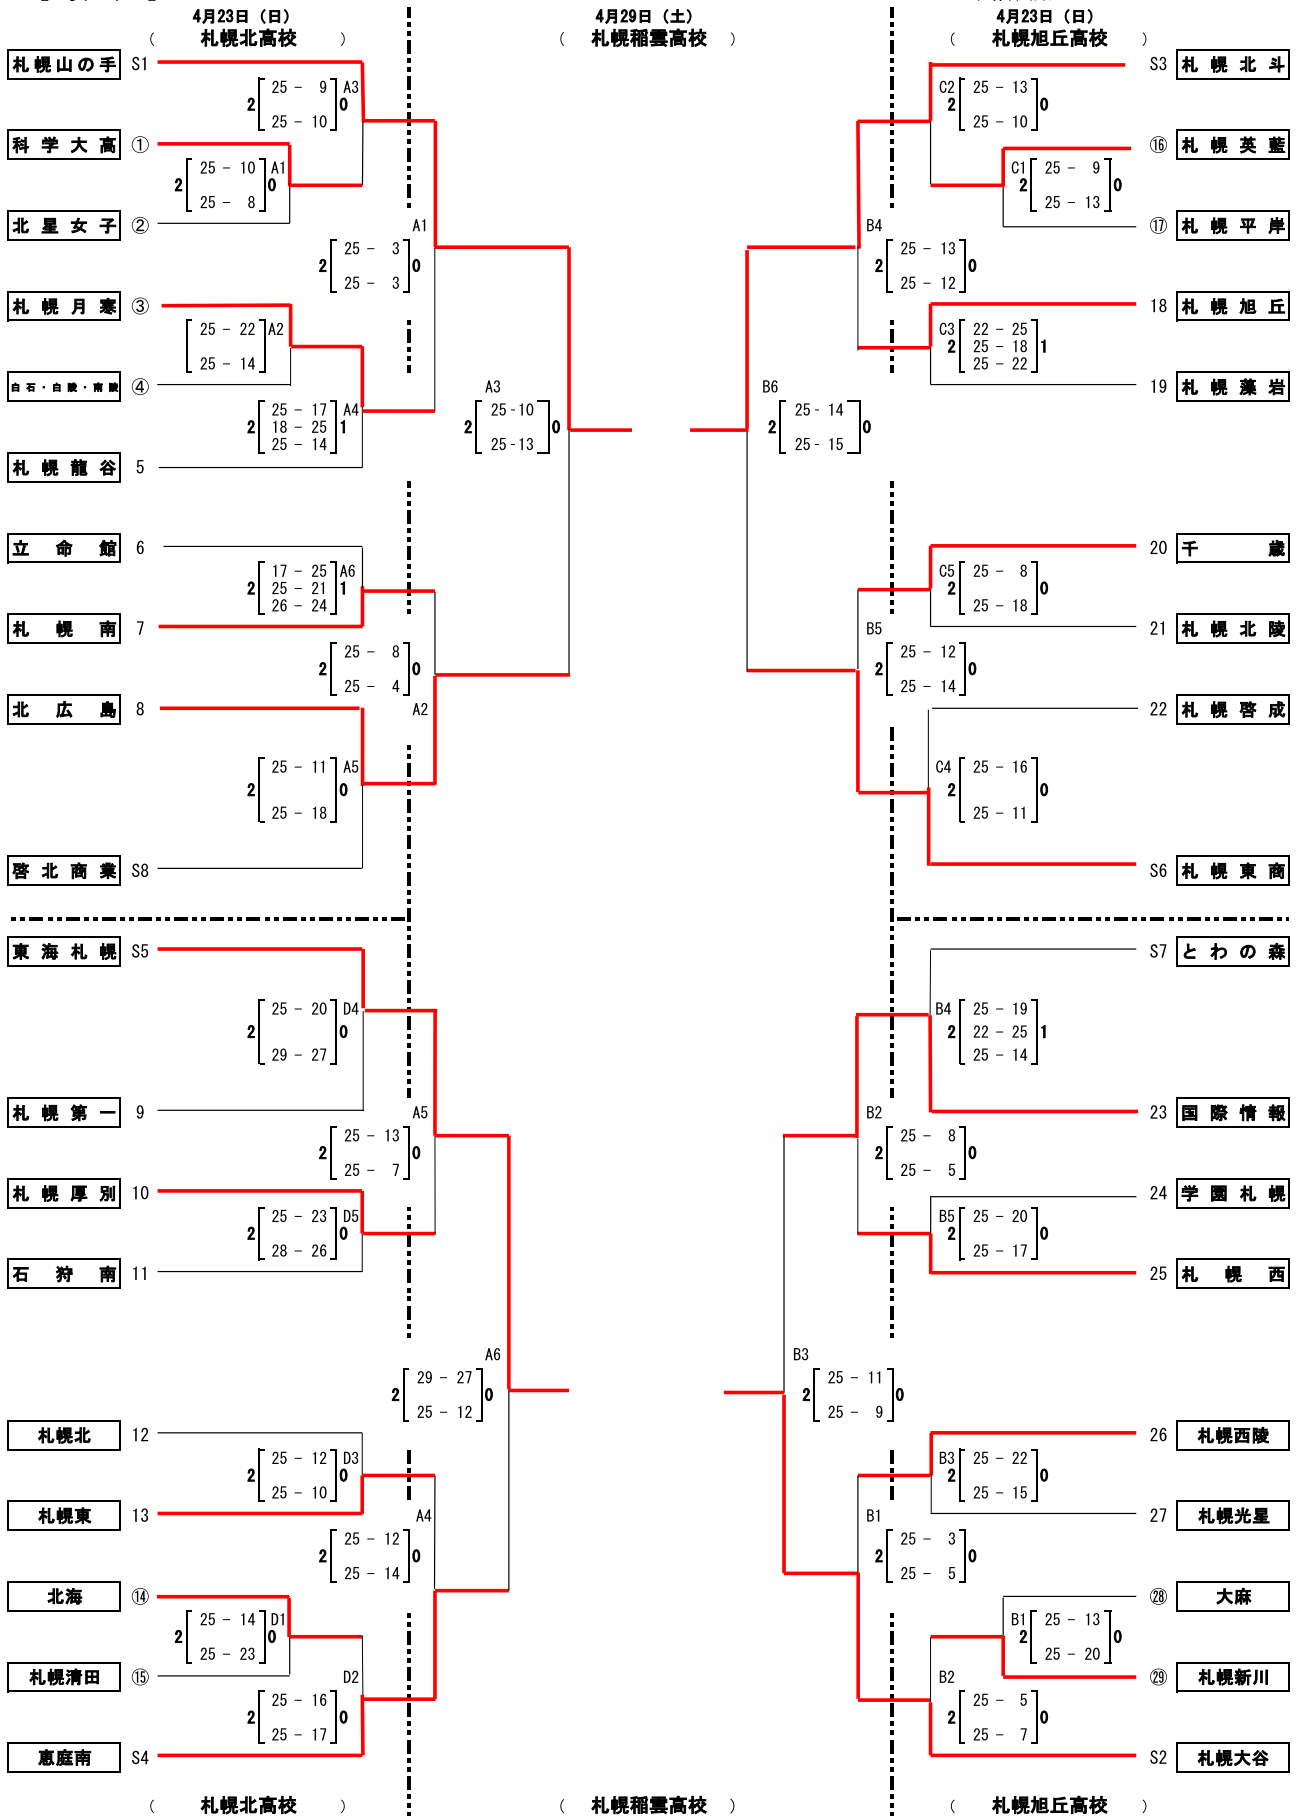 4月23日（日） 4月29日（土） 4月23日（日）
（ 札幌北高校 ） （ 札幌稲雲高校 ） （ 札幌旭丘高校 ）
札幌山の手 S1
25 － 9 A3
2 0
25 － 10
科学大高 ①
25 － 10 A1
2 0
25 － 8
北星女子 ②
A1
25 － 3
2 0
25 － 3
札幌月寒 ③
25 － 22 A2
25 － 14
白石・白陵・南陵 ④
25 － 17 A4
2 18 － 25 1
25 － 14
札幌龍谷 5
A3
25 - 10
2 0
25 - 13
立命館 6
17 － 25 A6
2 25 － 21 1
26 － 24
札幌南 7
25 － 8
2 0
25 － 4
A2
北広島 8
25 － 11 A5
2 0
25 － 18
啓北商業 S8
S3 札幌北斗
C2 25 － 13
2 0
25 － 10
⑯ 札幌英藍
C1 25 － 9
2 0
25 － 13
⑰ 札幌平岸
B4
25 － 13
2 0
25 － 12
18 札幌旭丘
C3 22 － 25
2 25 － 18 1
25 － 22
19 札幌藻岩
B6
25 - 14
2 0
25 - 15
20 千歳
C5 25 － 8
2 0
25 － 18
21 札幌北陵
B5
25 － 12
2 0
25 － 14
22 札幌啓成
C4 25 － 16
2 0
25 － 11
S6 札幌東商
東海札幌 S5
25 － 20 D4
2 0
29 － 27
札幌第一 9
A5
25 － 13
2 0
25 － 7
札幌厚別 10
25 － 23 D5
2 0
28 － 26
石狩南 11
A6
29 － 27
2 0
25 － 12
札幌北 12
25 － 12 D3
2 0
25 － 10
札幌東 13
A4
25 － 12
2 0
25 － 14
北海 ⑭
25 － 14 D1
2 0
25 － 23
札幌清田 ⑮
D2
25 － 16
2 0
25 － 17
恵庭南 S4
S7 とわの森
B4 25 － 19
2 22 － 25 1
25 － 14
23 国際情報
B2
25 － 8
2 0
25 － 5
24 学園札幌
B5 25 － 20
2 0
25 － 17
25 札幌西
B3
25 － 11
2 0
25 － 9
26 札幌西陵
B3 25 － 22
2 0
25 － 15
27 札幌光星
B1
25 － 3
2 0
25 － 5
㉘ 大麻
B1 25 － 13
2 0
25 － 20
㉙ 札幌新川
B2
25 － 5
2 0
25 － 7
S2 札幌大谷
（ 札幌北高校 ） （ 札幌稲雲高校 ） （ 札幌旭丘高校 ）